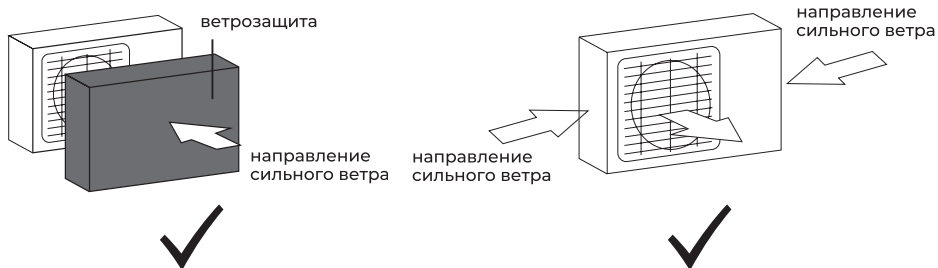 ветрозащита
направление
сильного ветра
направление
сильного ветра
направление
сильного ветра